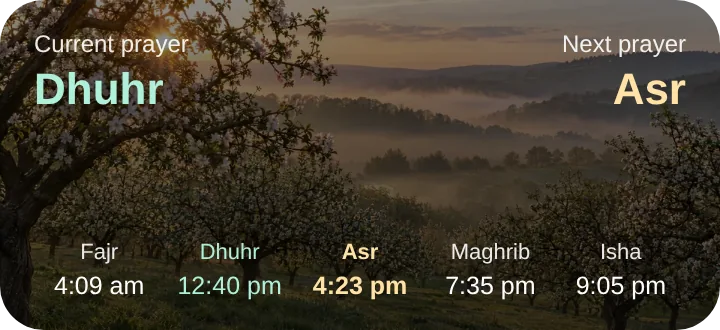 Current prayer
Next prayer
Dhuhr
Asr
Fajr
Dhuhr
Asr
Maghrib
Isha
4:09 am
12:40 pm
4:23 pm
7:35 pm
9:05 pm